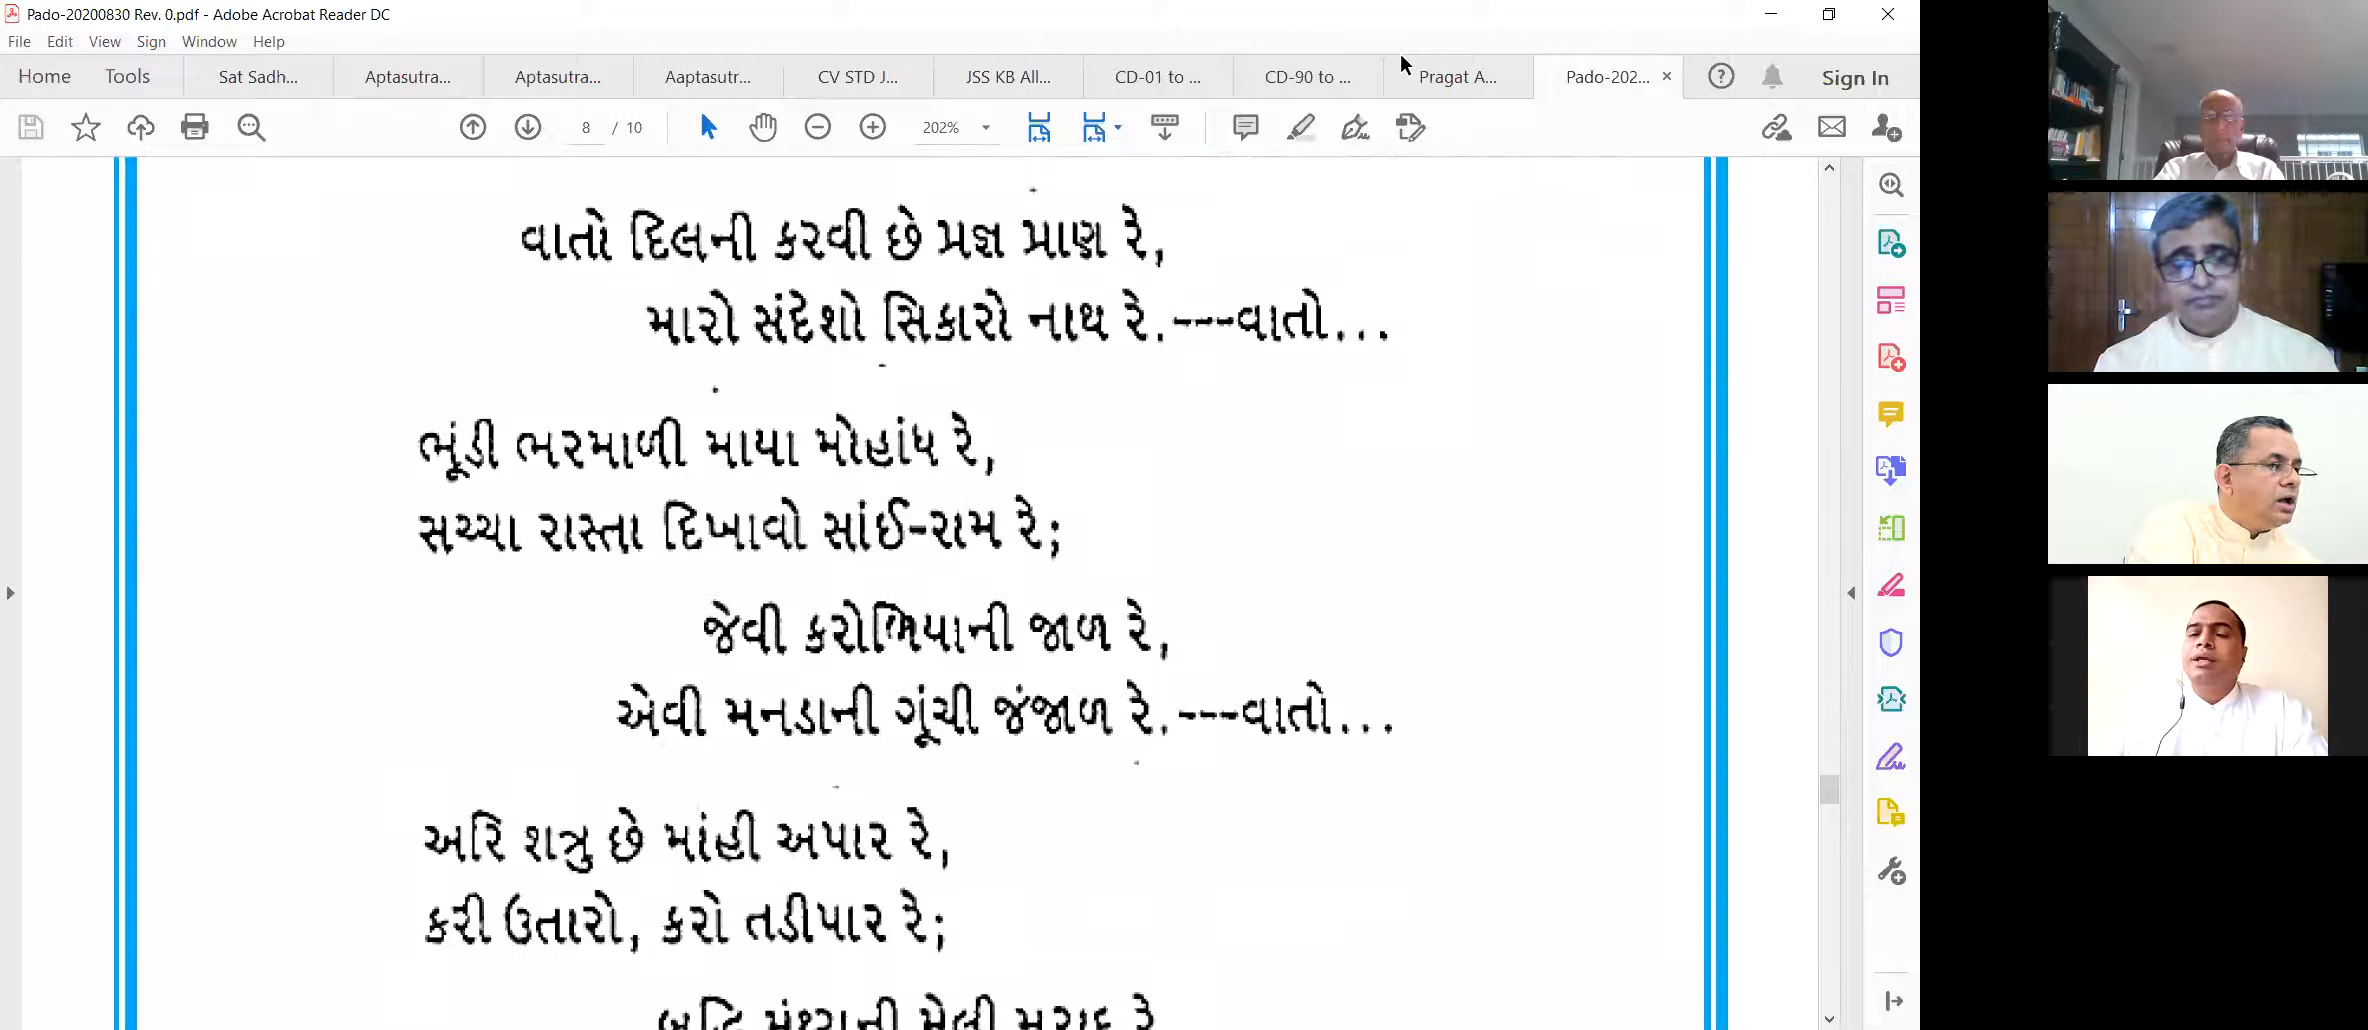 Pado-20200830 Rev. 0.pdf - Adobe Acrobat Reader DC
File Edit View Sign Window Help
Home Tools Sat Sadh... Aptasutra... Aptasutra... Aaptasutr... CV STD J... JSS KB All... CD-01 to ... CD-90 to ... Pragat A... Pado-202... Sign In
8 / 10 202%
વાતો દિલની કરવી છે પ્રજ્ઞ પ્રાણ રે,
મારો સંદેશો સિકારો નાથ રે.---વાતો...
ભૂંડી ભરમાળી માયા મોહાંધ રે,
સચ્ચા રાસ્તા દિખાવો સાંઈ-રામ રે;
જેવી કરોળિયાની જાળ રે,
એવી મનડાની ગૂંચી જંજાળ રે.---વાતો...
અરિ શત્રુ છે માંહી અપાર રે,
કરી ઉતારો, કરો તડીપાર રે;